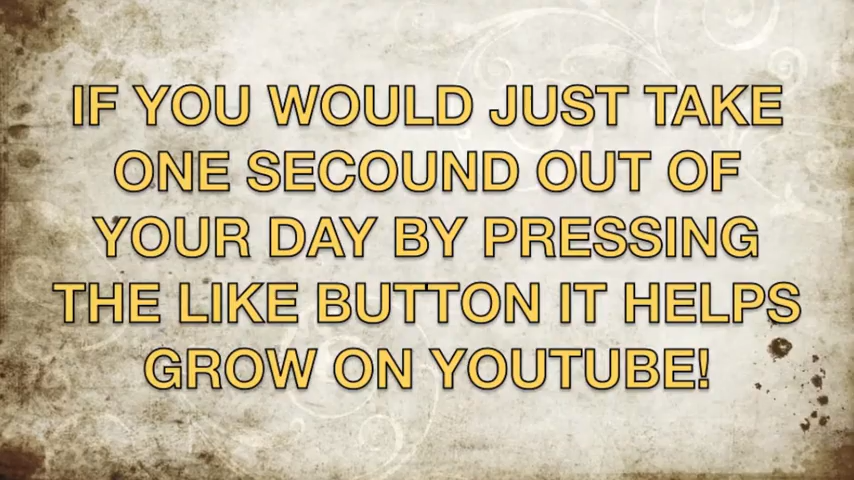 IF YOU WOULD JUST TAKE
ONE SECOUND OUT OF
YOUR DAY BY PRESSING
THE LIKE BUTTON IT HELPS
GROW ON YOUTUBE!